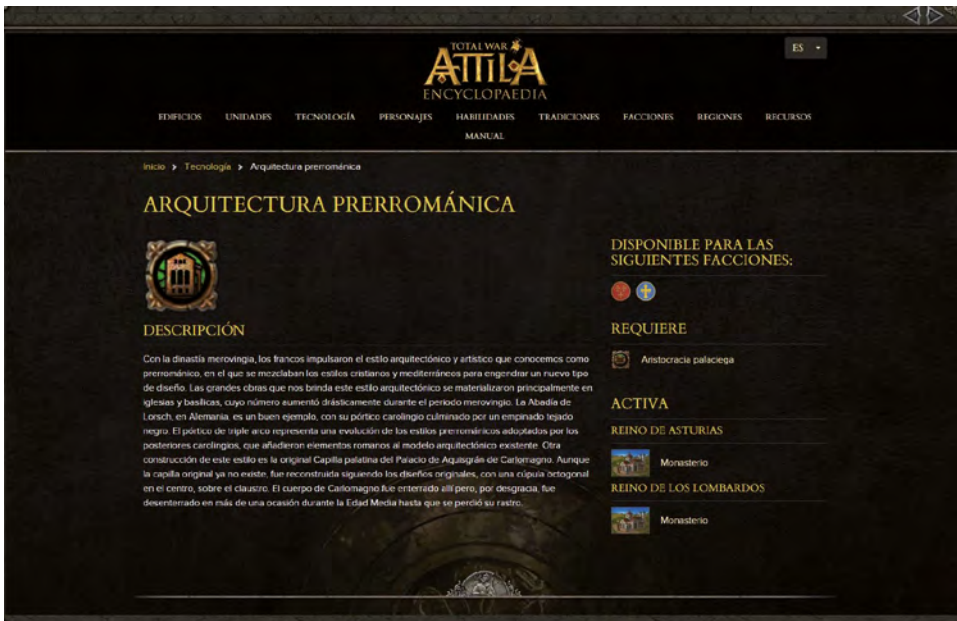 TOTAL WAR
ATTILA
ENCYCLOPAEDIA
ES
EDIFICIOS UNIDADES TECNOLOGÍA PERSONAJES HABILIDADES TRADICIONES FACCIONES REGIONES RECURSOS
MANUAL
Inicio > Tecnología > Arquitectura prerrománica
ARQUITECTURA PRERROMÁNICA
DESCRIPCIÓN
Con la dinastía merovingia, los francos impulsaron el estilo arquitectónico y artístico que conocemos como
prerrománico, en el que se mezclaban los estilos cristianos y mediterráneos para engendrar un nuevo tipo
de diseño. Las grandes obras que nos brinda este estilo arquitectónico se materializaron principalmente en
iglesias y basílicas, cuyo número aumentó drásticamente durante el periodo merovingio. La Abadía de
Lorsch, en Alemania, es un buen ejemplo, con su pórtico carolingio culminado por un empinado tejado
negro. El pórtico de triple arco representa una evolución de los estilos prerrománicos adoptados por los
posteriores carolingios, que añadieron elementos romanos al modelo arquitectónico existente. Otra
construcción de este estilo es la original Capilla palatina del Palacio de Aquisgrán de Carlomagno. Aunque
la capilla original ya no existe, fue reconstruida siguiendo los diseños originales, con una cúpula octogonal
en el centro, sobre el claustro. El cuerpo de Carlomagno fue enterrado allí pero, por desgracia, fue
desenterrado en más de una ocasión durante la Edad Media hasta que se perdió su rastro.
DISPONIBLE PARA LAS
SIGUIENTES FACCIONES:
REQUIERE
Aristocracia palaciega
ACTIVA
REINO DE ASTURIAS
Monasterio
REINO DE LOS LOMBARDOS
Monasterio